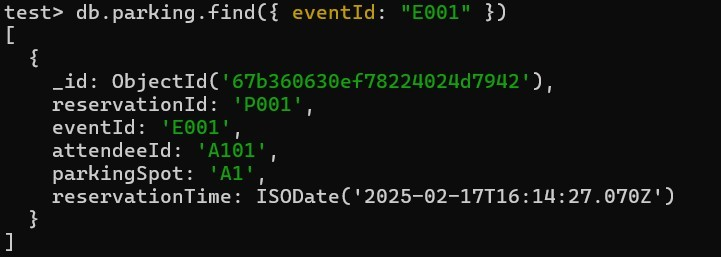 test> db.parking.find({ eventId: "E001" })
[
  {
    _id: ObjectId('67b360630ef78224024d7942'),
    reservationId: 'P001',
    eventId: 'E001',
    attendeeId: 'A101',
    parkingSpot: 'A1',
    reservationTime: ISODate('2025-02-17T16:14:27.070Z')
  }
]